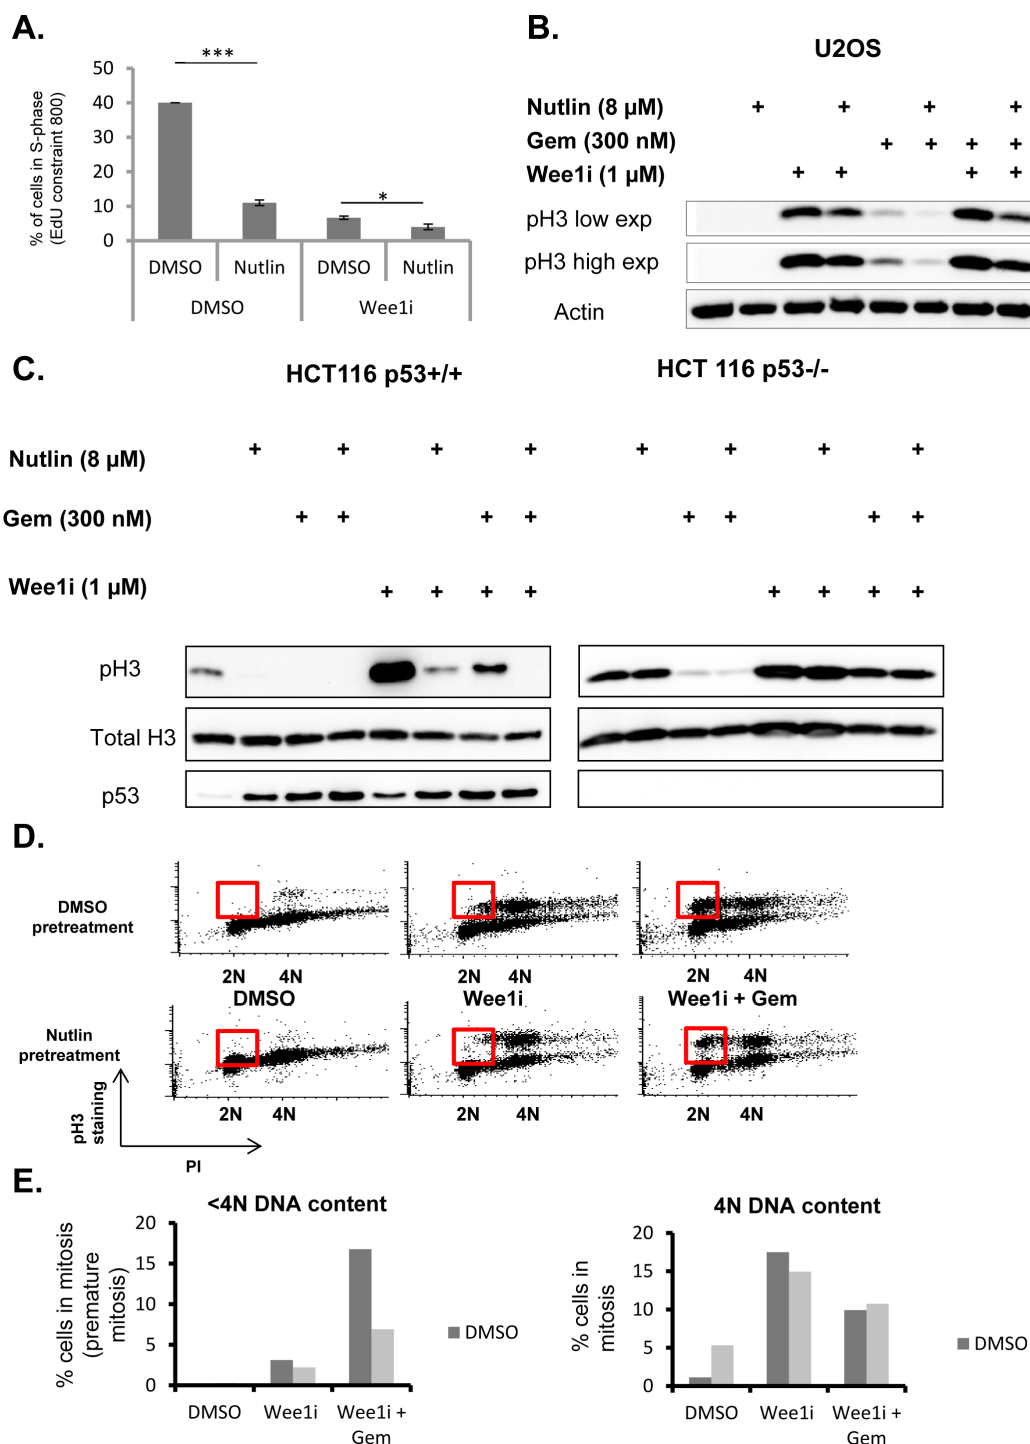 A.
***
% of cells in S-phase
(EdU constraint 800)
50
40
30
20
10
0
*
DMSO Nutlin DMSO Nutlin
DMSO Wee1i
B.
U2OS
Nutlin (8 µM) + + + +
Gem (300 nM) + + + +
Wee1i (1 µM) + + + +
pH3 low exp
pH3 high exp
Actin
C.
HCT116 p53+/+ HCT 116 p53-/-
Nutlin (8 µM) + + + + + + + +
Gem (300 nM) + + + + + + + +
Wee1i (1 µM) + + + + + + + +
pH3
Total H3
p53
D.
DMSO
pretreatment
2N 4N 2N 4N 2N 4N
DMSO Wee1i Wee1i + Gem
Nutlin
pretreatment
2N 4N 2N 4N 2N 4N
pH3
staining
PI
E.
<4N DNA content
% cells in mitosis
(premature
mitosis)
20
15
10
5
0
DMSO Wee1i Wee1i +
Gem
DMSO
4N DNA content
% cells in
mitosis
20
15
10
5
0
DMSO Wee1i Wee1i +
Gem
DMSO